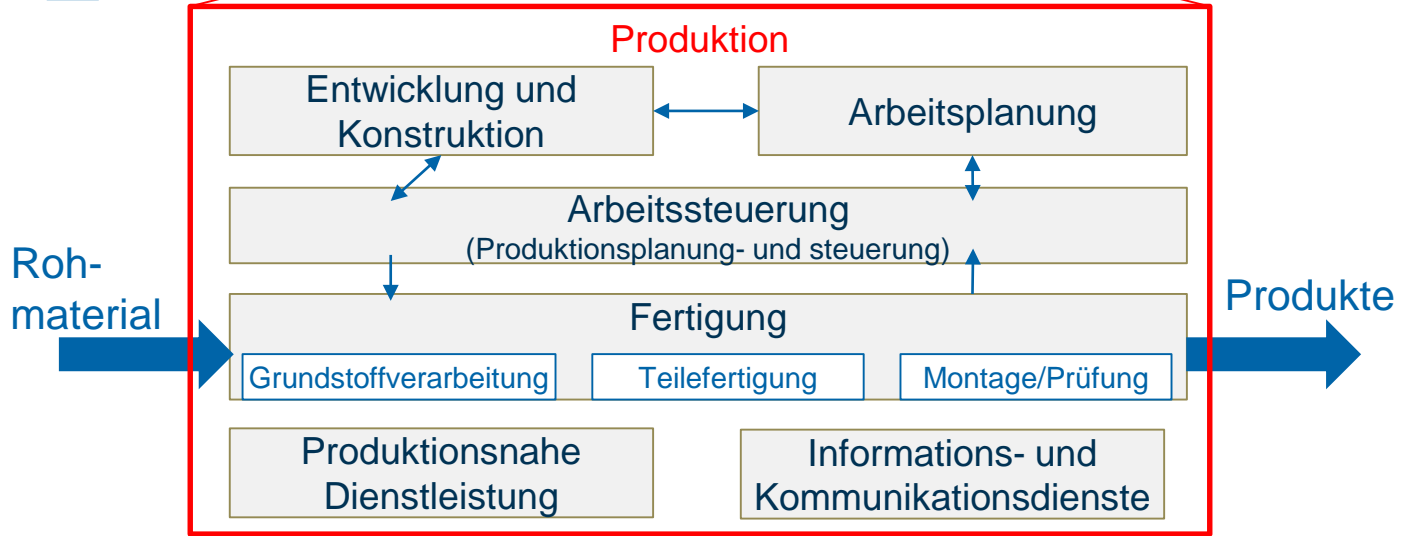 Produktion
Entwicklung und
Konstruktion
Arbeitsplanung
Arbeitssteuerung
(Produktionsplanung- und steuerung)
Roh-
material
Fertigung
Produkte
Grundstoffverarbeitung
Teilefertigung
Montage/Prüfung
Produktionsnahe
Dienstleistung
Informations- und
Kommunikationsdienste